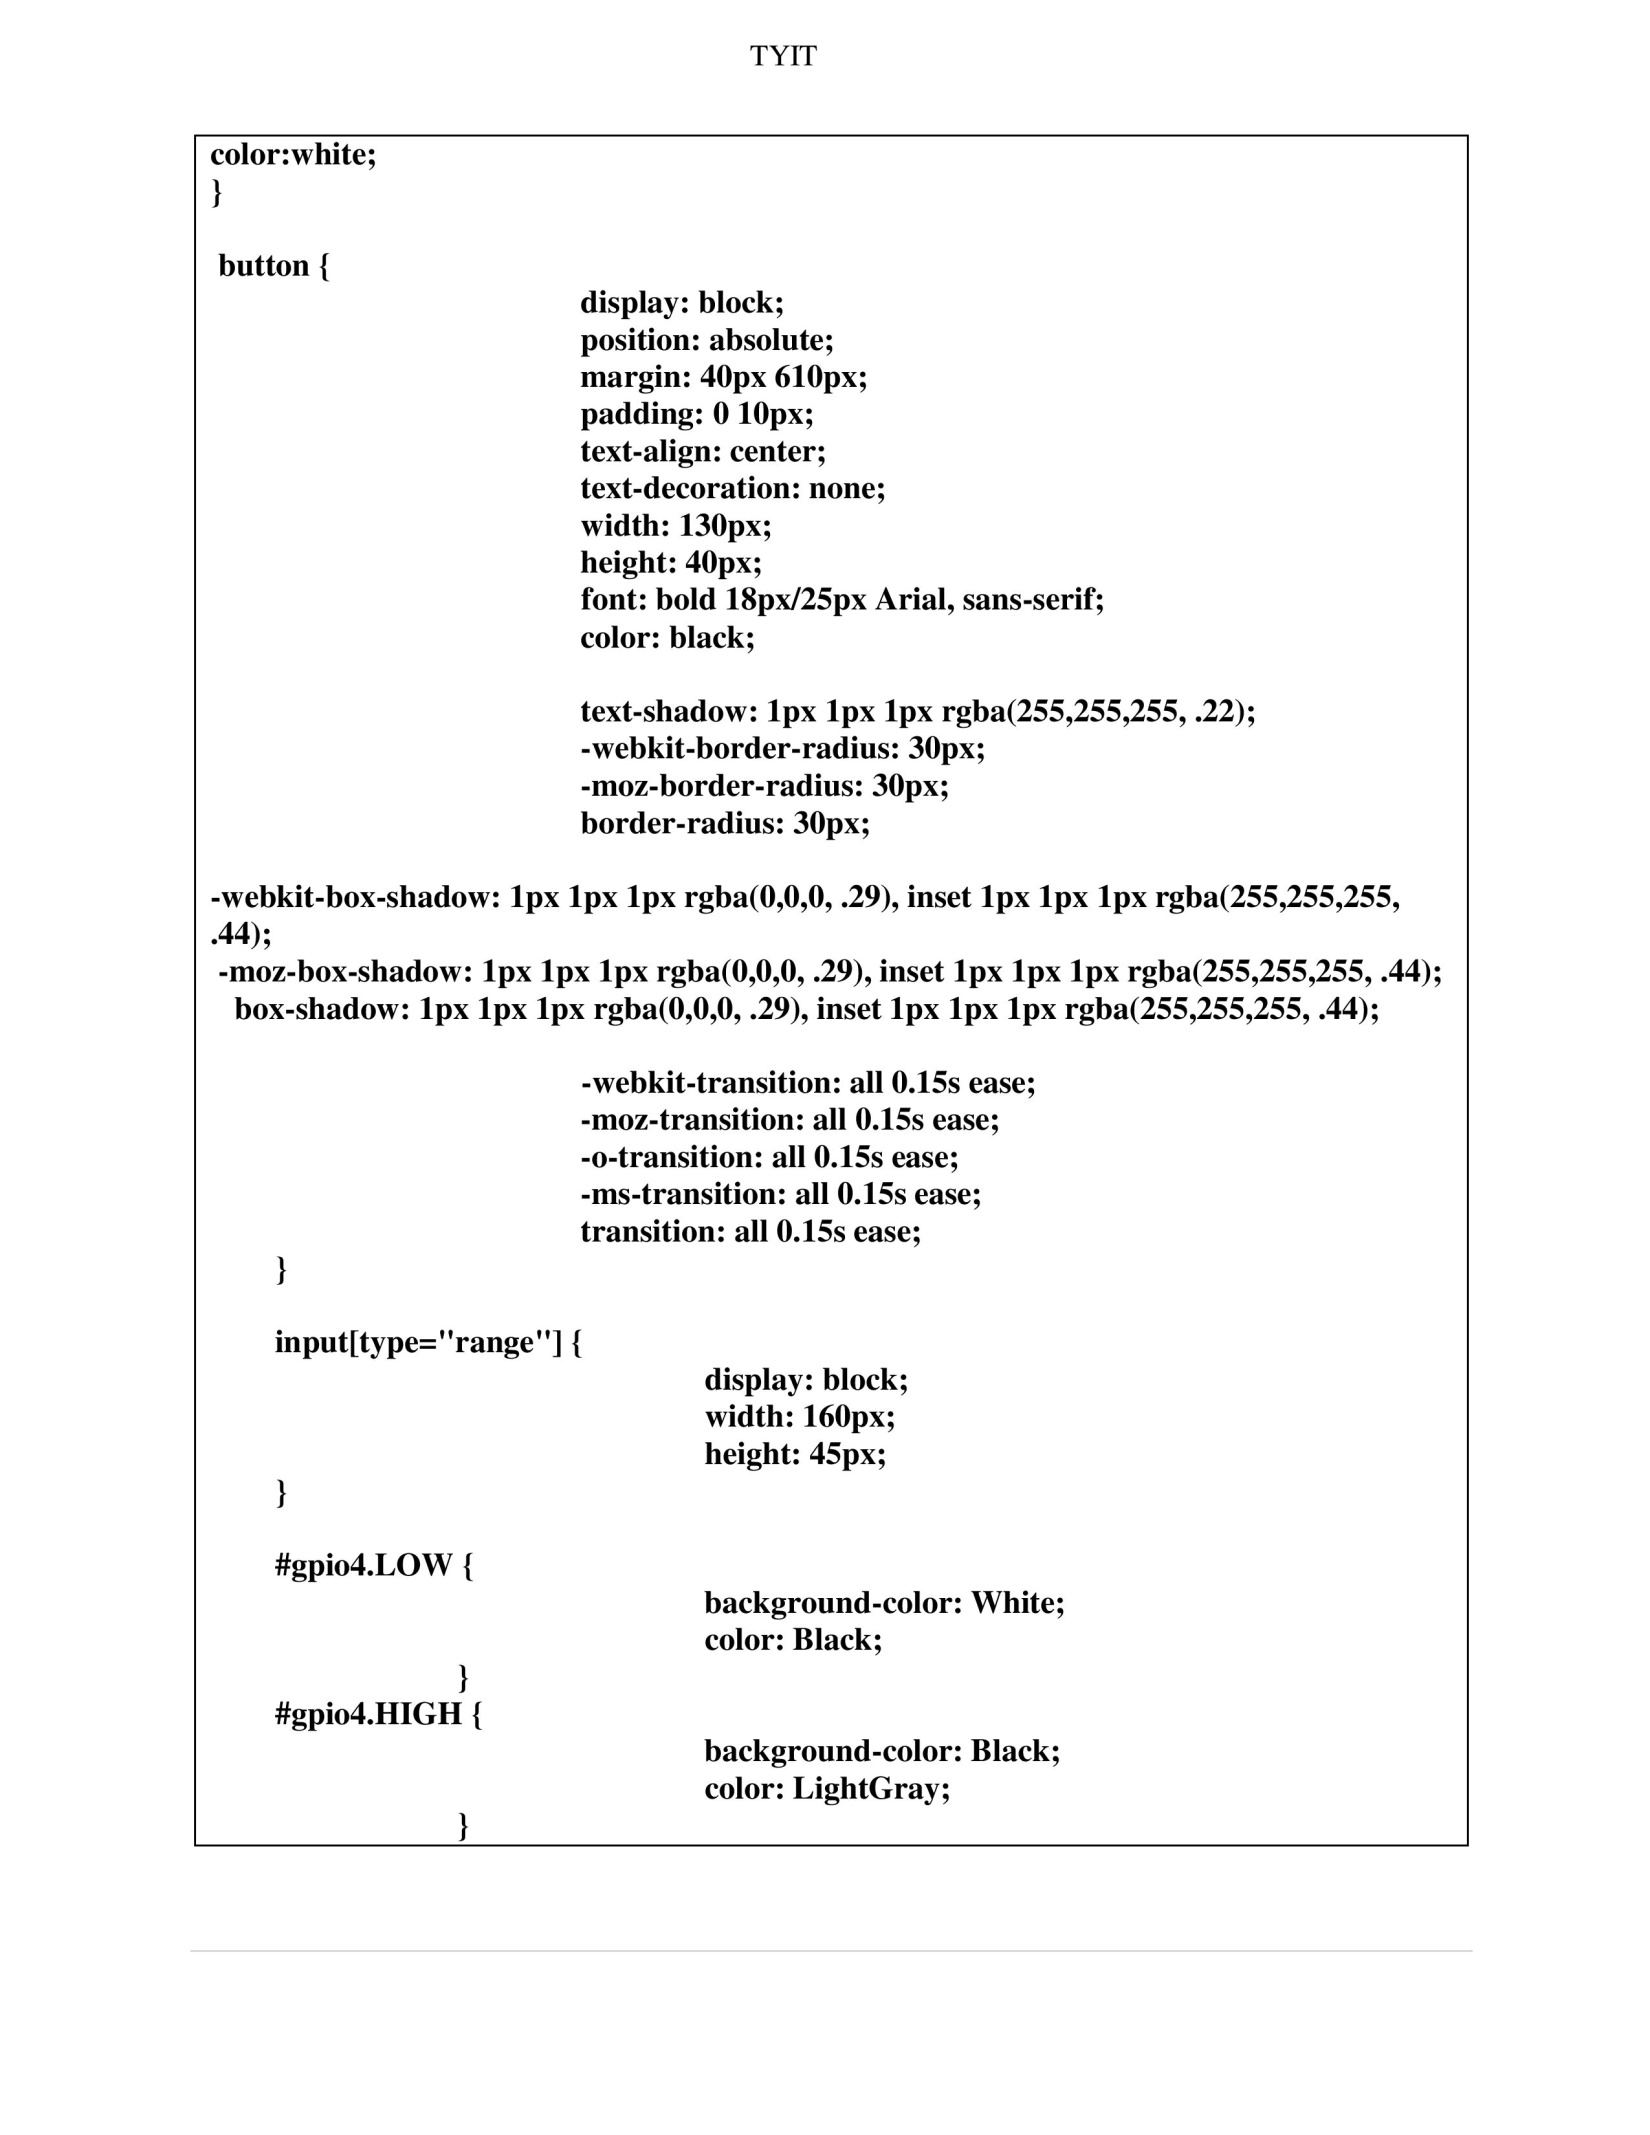 TYIT
color:white;
}
button {
display: block;
position: absolute;
margin: 40px 610px;
padding: 0 10px;
text-align: center;
text-decoration: none;
width: 130px;
height: 40px;
font: bold 18px/25px Arial, sans-serif;
color: black;
text-shadow: 1px 1px 1px rgba(255,255,255, .22);
-webkit-border-radius: 30px;
-moz-border-radius: 30px;
border-radius: 30px;
-webkit-box-shadow: 1px 1px 1px rgba(0,0,0, .29), inset 1px 1px 1px rgba(255,255,255,
.44);
-moz-box-shadow: 1px 1px 1px rgba(0,0,0, .29), inset 1px 1px 1px rgba(255,255,255, .44);
box-shadow: 1px 1px 1px rgba(0,0,0, .29), inset 1px 1px 1px rgba(255,255,255, .44);
-webkit-transition: all 0.15s ease;
-moz-transition: all 0.15s ease;
-o-transition: all 0.15s ease;
-ms-transition: all 0.15s ease;
transition: all 0.15s ease;
}
input[type="range"] {
display: block;
width: 160px;
height: 45px;
}
#gpio4.LOW {
background-color: White;
color: Black;
}
#gpio4.HIGH {
background-color: Black;
color: LightGray;
}